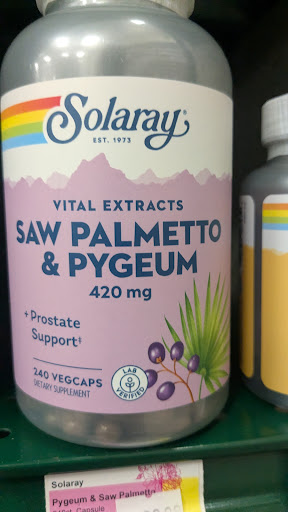 Solaray
EST. 1973
VITAL EXTRACTS
SAW PALMETTO
& PYGEUM
420 mg
+ Prostate
Support‡
240 VEGCAPS
DIETARY SUPPLEMENT
LAB
VERIFIED
Solaray
Pygeum & Saw Palmetto
Capsule